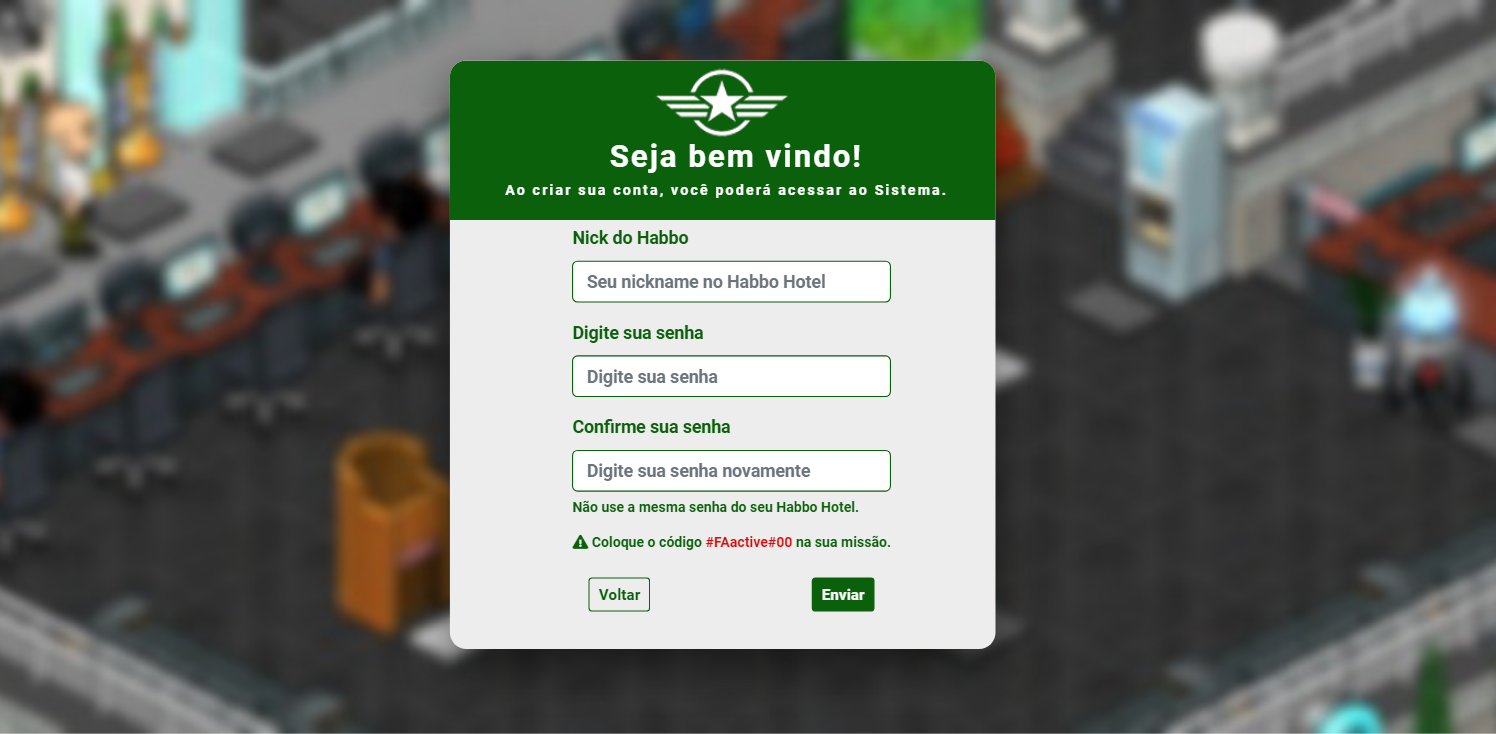 Seja bem vindo!
Ao criar sua conta, você poderá acessar ao Sistema.
Nick do Habbo
Seu nickname no Habbo Hotel
Digite sua senha
Digite sua senha
Confirme sua senha
Digite sua senha novamente
Não use a mesma senha do seu Habbo Hotel.
Coloque o código #FAactive#00 na sua missão.
Voltar
Enviar